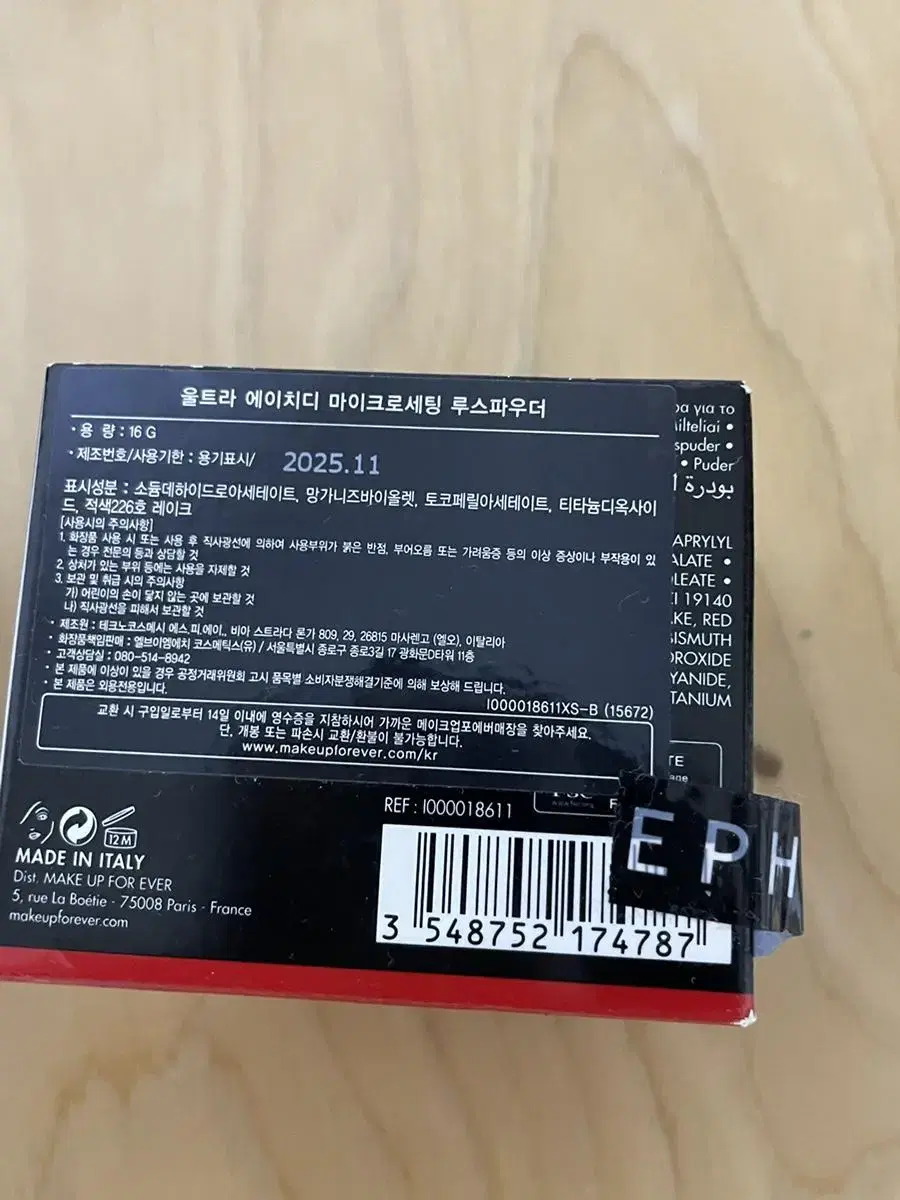 울트라 에이치디 마이크로세팅 루스파우더
• 용 량 : 16 G
• 제조번호/사용기한 : 용기표시/ 2025.11
표시성분 : 소듐데하이드로아세테이트, 망가니즈바이올렛, 토코페릴아세테이트, 티타늄디옥사이
드, 적색226호 레이크
[사용시의 주의사항]
1. 화장품 사용 시 또는 사용 후 직사광선에 의하여 사용부위가 붉은 반점, 부어오름 또는 가려움증 등의 이상 증상이나 부작용이 있
는 경우 전문의 등과 상담할 것
2. 상처가 있는 부위 등에는 사용을 자제할 것
3. 보관 및 취급 시의 주의사항
가) 어린이의 손이 닿지 않는 곳에 보관할 것
나) 직사광선을 피해서 보관할 것
• 제조원 : 테크노코스메시 에스.피.에이., 비아 스트라다 론가 809, 29, 26815 마사렌고 (엘오), 이탈리아
• 화장품책임판매 : 엘브이엠에치 코스메틱스(유) / 서울특별시 종로구 종로3길 17 광화문D타워 11층
• 고객상담실 : 080-514-8942
• 본 제품에 이상이 있을 경우 공정거래위원회 고시 품목별 소비자분쟁해결기준에 의해 보상해 드립니다.
• 본 제품은 외용전용입니다.
I000018611XS-B (15672)
교환 시 구입일로부터 14일 이내에 영수증을 지참하시어 가까운 메이크업포에버매장을 찾아주세요.
단, 개봉 또는 파손시 교환/환불이 불가능합니다.
www.makeupforever.com/kr
ρα για το
Milteliai •
spuder •
• Puder
بودرة
APRYLYL
ALATE •
LEATE •
CI 19140
KE, RED
BISMUTH
DROXIDE
YANIDE,
TANIUM
TE
age
FSC
REF : I000018611
EPH
12 M
MADE IN ITALY
Dist. MAKE UP FOR EVER
5, rue La Boétie - 75008 Paris - France
makeupforever.com
3 548752 174787